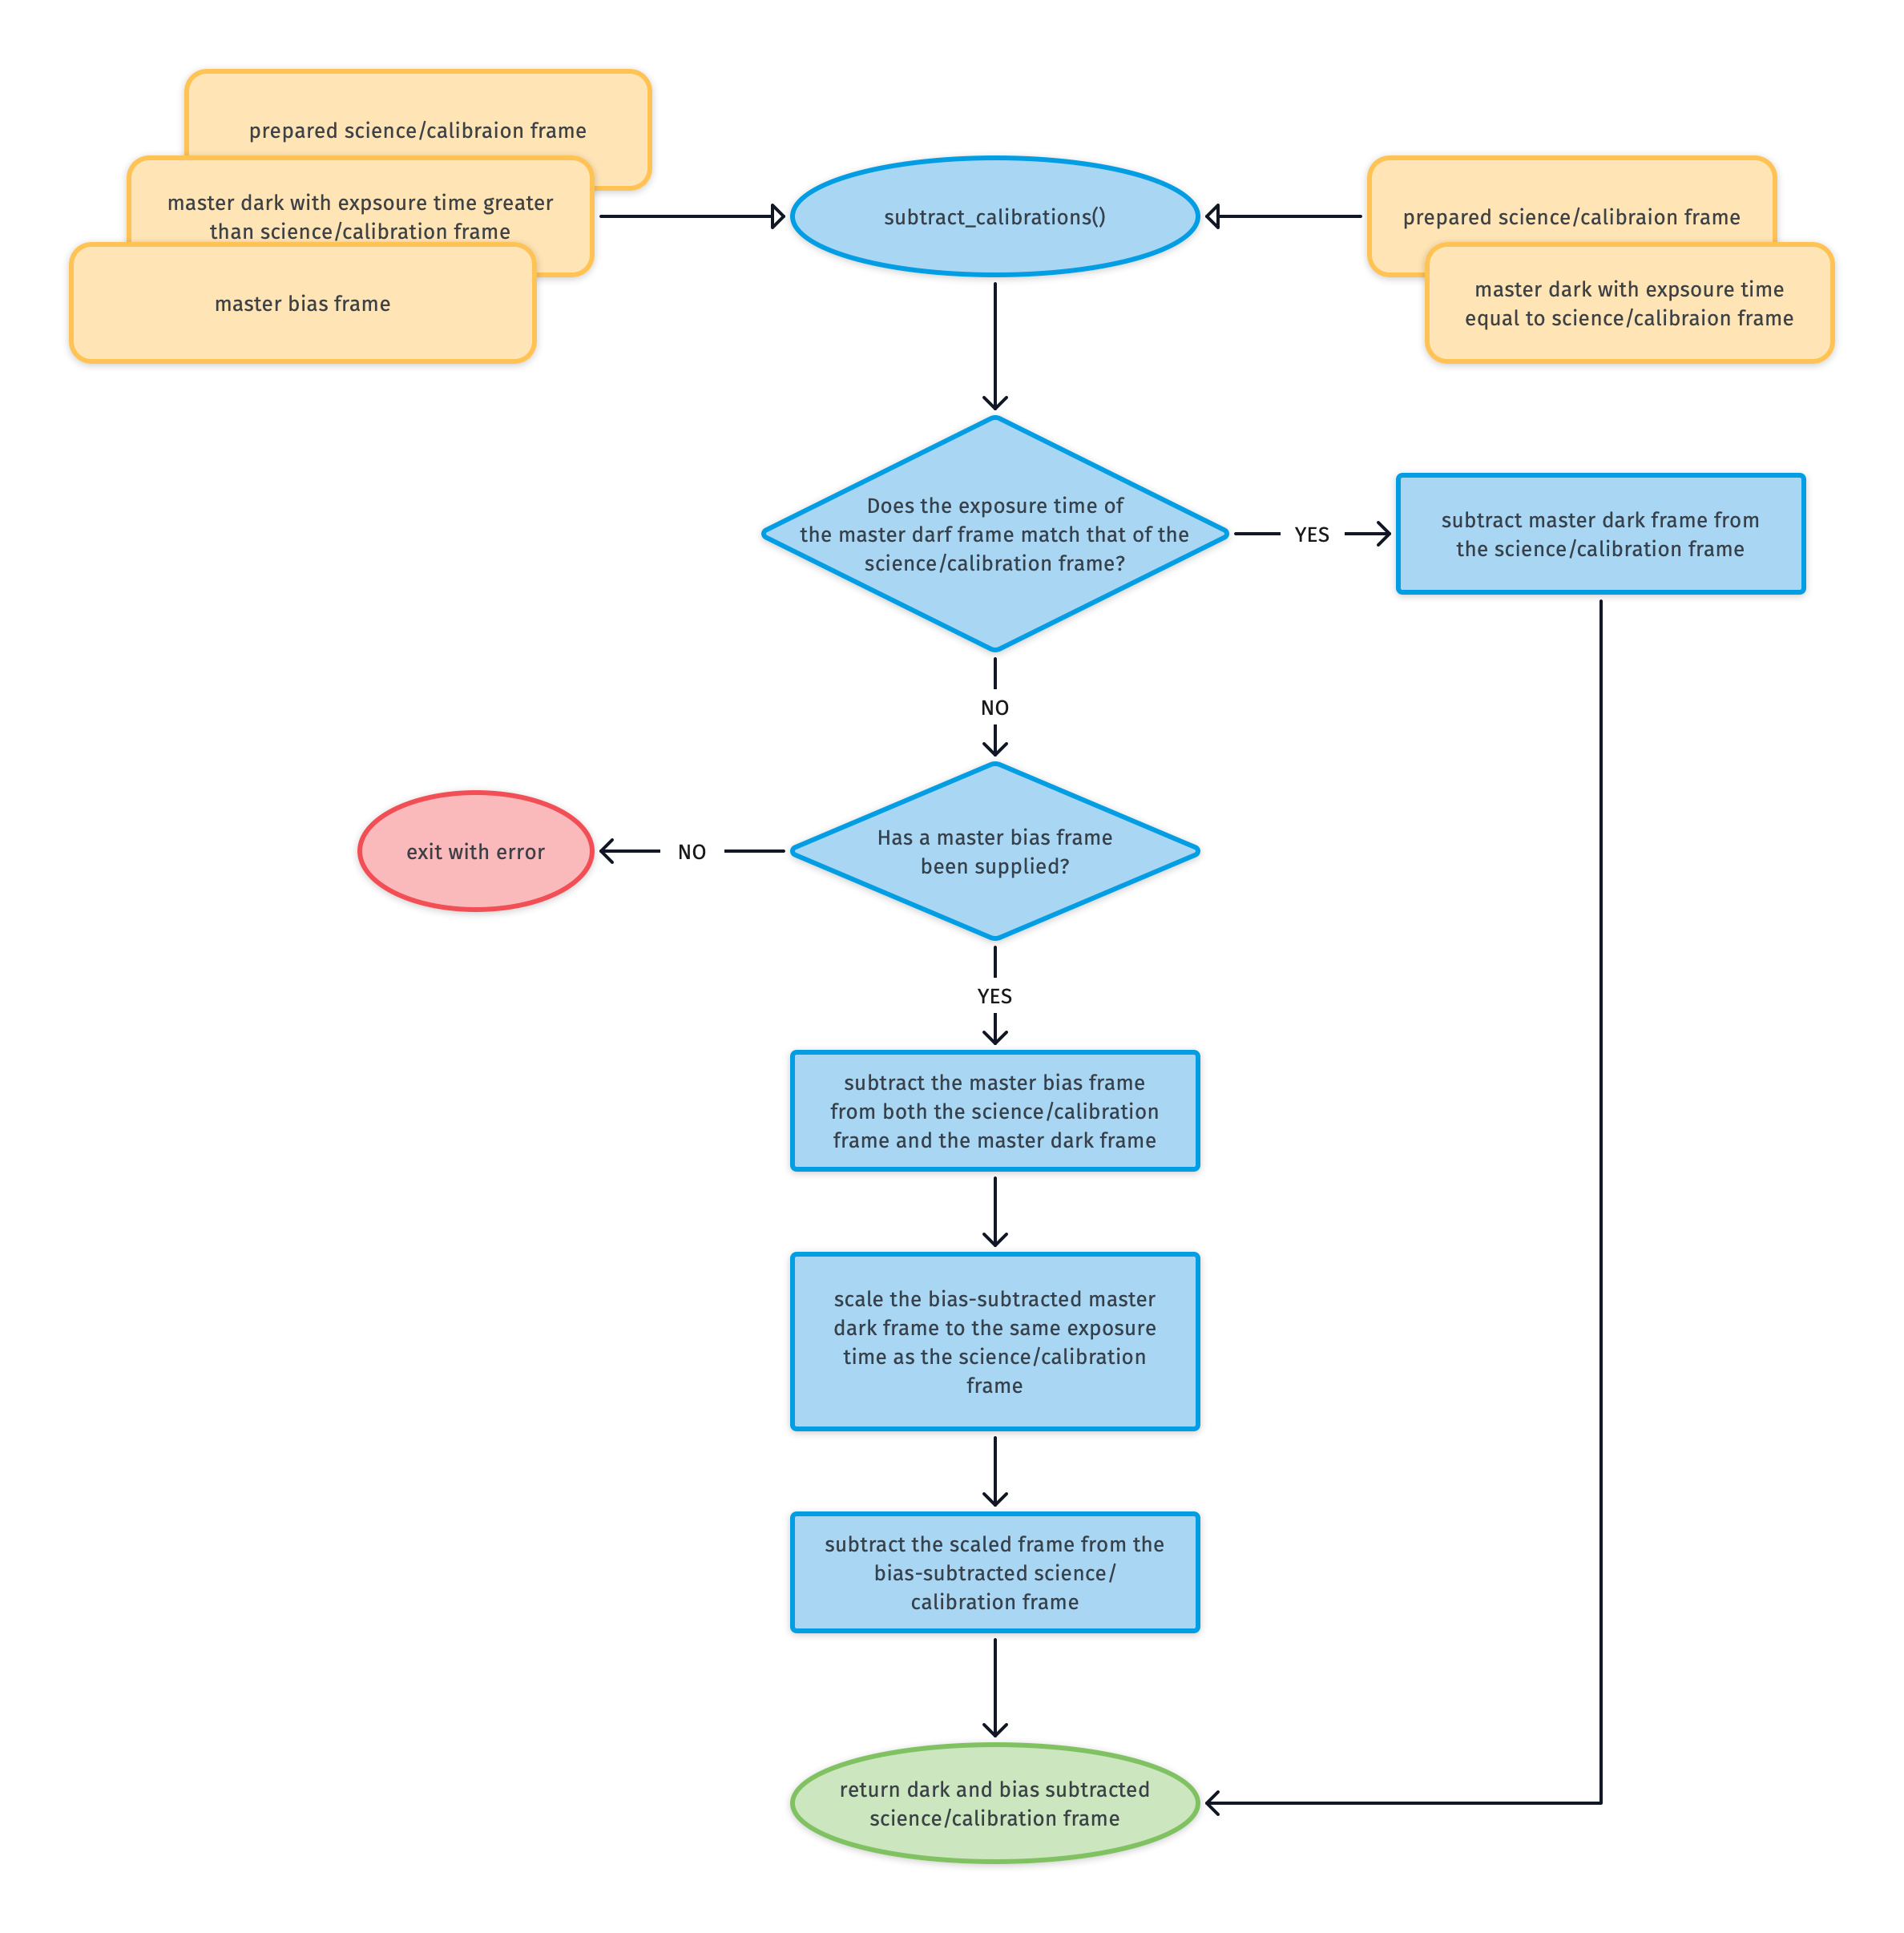 prepared science/calibraion frame
master dark with expsoure time greater
than science/calibration frame
master bias frame
subtract_calibrations()
prepared science/calibraion frame
master dark with expsoure time
equal to science/calibraion frame
Does the exposure time of
the master darf frame match that of the
science/calibration frame?
YES
subtract master dark frame from
the science/calibration frame
NO
Has a master bias frame
been supplied?
NO
exit with error
YES
subtract the master bias frame
from both the science/calibration
frame and the master dark frame
scale the bias-subtracted master
dark frame to the same exposure
time as the science/calibration
frame
subtract the scaled frame from the
bias-subtracted science/
calibration frame
return dark and bias subtracted
science/calibration frame